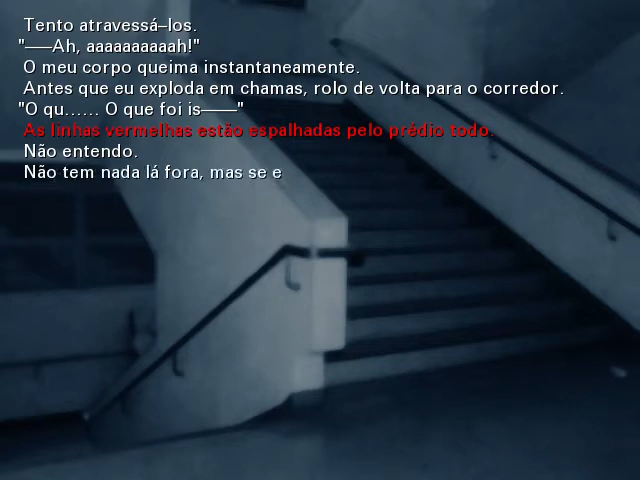 Tento atravessá–los.
"――Ah, aaaaaaaaaah!"
O meu corpo queima instantaneamente.
Antes que eu exploda em chamas, rolo de volta para o corredor.
"O qu...... O que foi is――"
As linhas vermelhas estão espalhadas pelo prédio todo.
Não entendo.
Não tem nada lá fora, mas se e